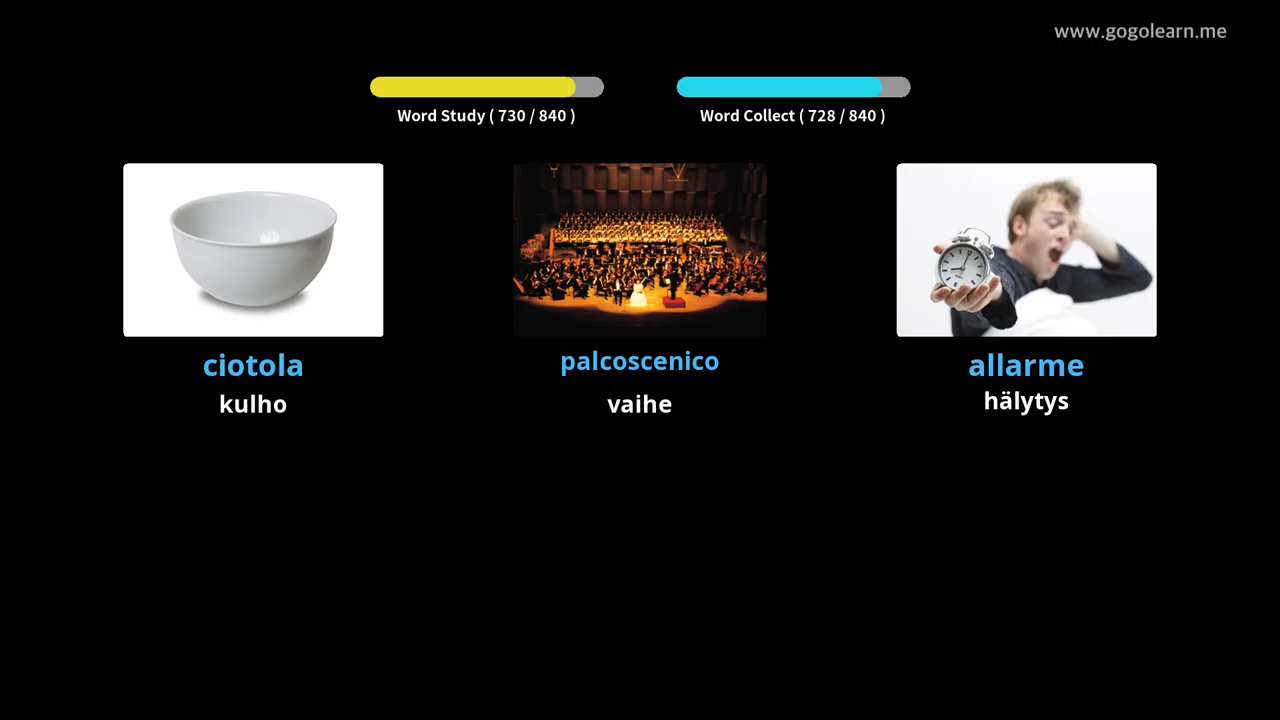 www.gogolearn.me
Word Study ( 730 / 840 )
Word Collect ( 728 / 840 )
ciotola
palcoscenico
allarme
kulho
vaihe
hälytys